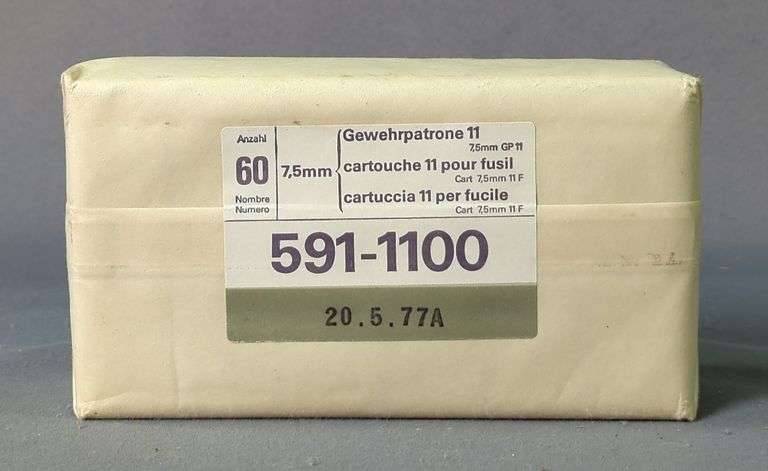 Anzahl
60
Nombre
Numero
7,5mm
Gewehrpatrone 11
7,5mm GP 11
cartouche 11 pour fusil
Cart 7,5mm 11 F
cartuccia 11 per fucile
Cart 7,5mm 11 F
591-1100
20.5.77A